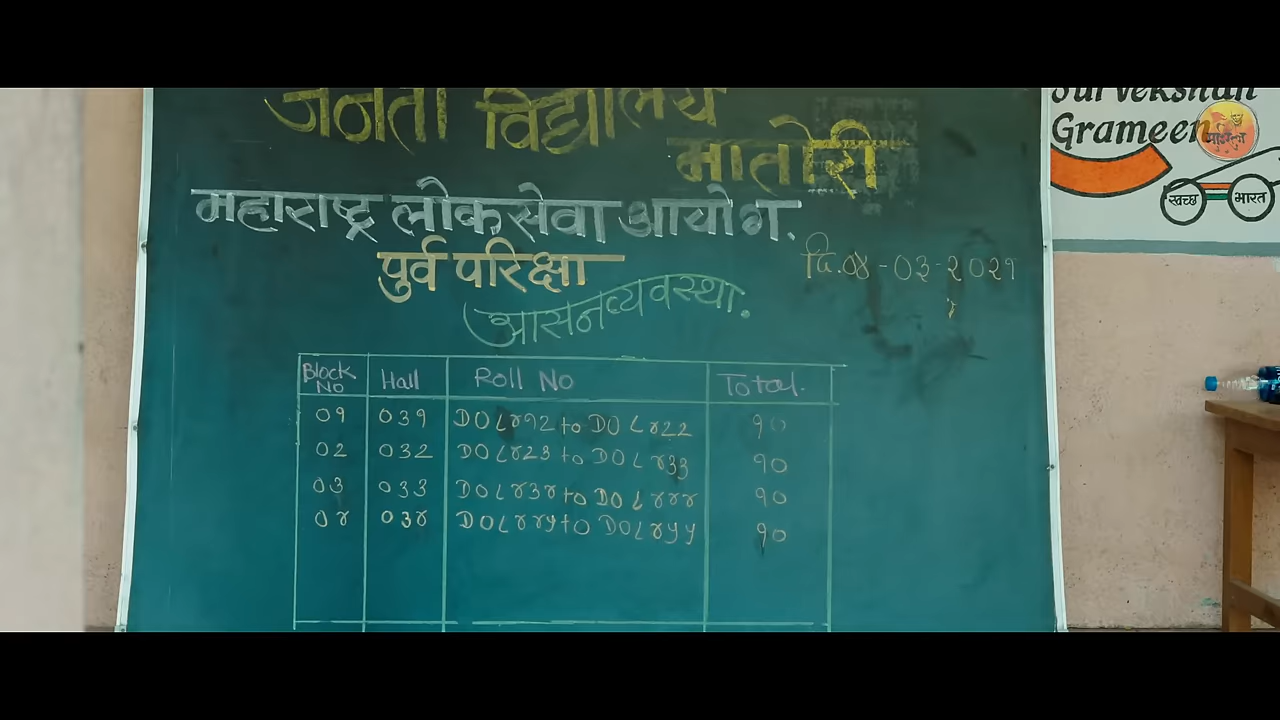 जनता विद्यालय
मातोरी
महाराष्ट्र लोकसेवा आयोग.
पुर्व परिक्षा
दि.०४-०३-२०२१
आसनव्यवस्था.
Block No Hall Roll No Total.
०१ ०३१ DO८४१२ to DO८४२२ १०
०२ ०३२ DO८४२३ to DO८४३३ १०
०३ ०३३ DO८४३४ to DO८४४४ १०
०४ ०३४ DO८४४५ to DO८४५५ १०
Survekshan
Grameen
स्वच्छ भारत